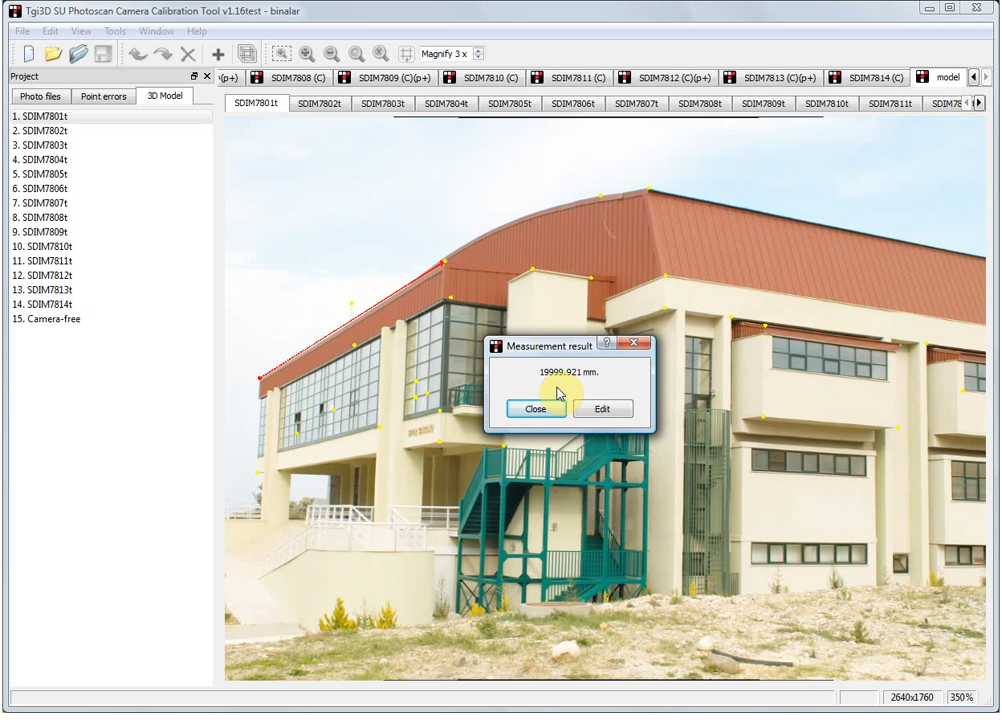 Tgi3D SU Photoscan Camera Calibration Tool v1.16test - binalar
File Edit View Tools Window Help
Magnify 3 x
Project
(p+) SDIM7808 (C) SDIM7809 (C)(p+) SDIM7810 (C) SDIM7811 (C) SDIM7812 (C)(p+) SDIM7813 (C)(p+) SDIM7814 (C) model
Photo files Point errors 3D Model
SDIM7801t SDIM7802t SDIM7803t SDIM7804t SDIM7805t SDIM7806t SDIM7807t SDIM7808t SDIM7809t SDIM7810t SDIM7811t SDIM78
1. SDIM7801t
2. SDIM7802t
3. SDIM7803t
4. SDIM7804t
5. SDIM7805t
6. SDIM7806t
7. SDIM7807t
8. SDIM7808t
9. SDIM7809t
10. SDIM7810t
11. SDIM7811t
12. SDIM7812t
13. SDIM7813t
14. SDIM7814t
15. Camera-free
Measurement result
19999.921 mm.
Close Edit
2640x1760 350%